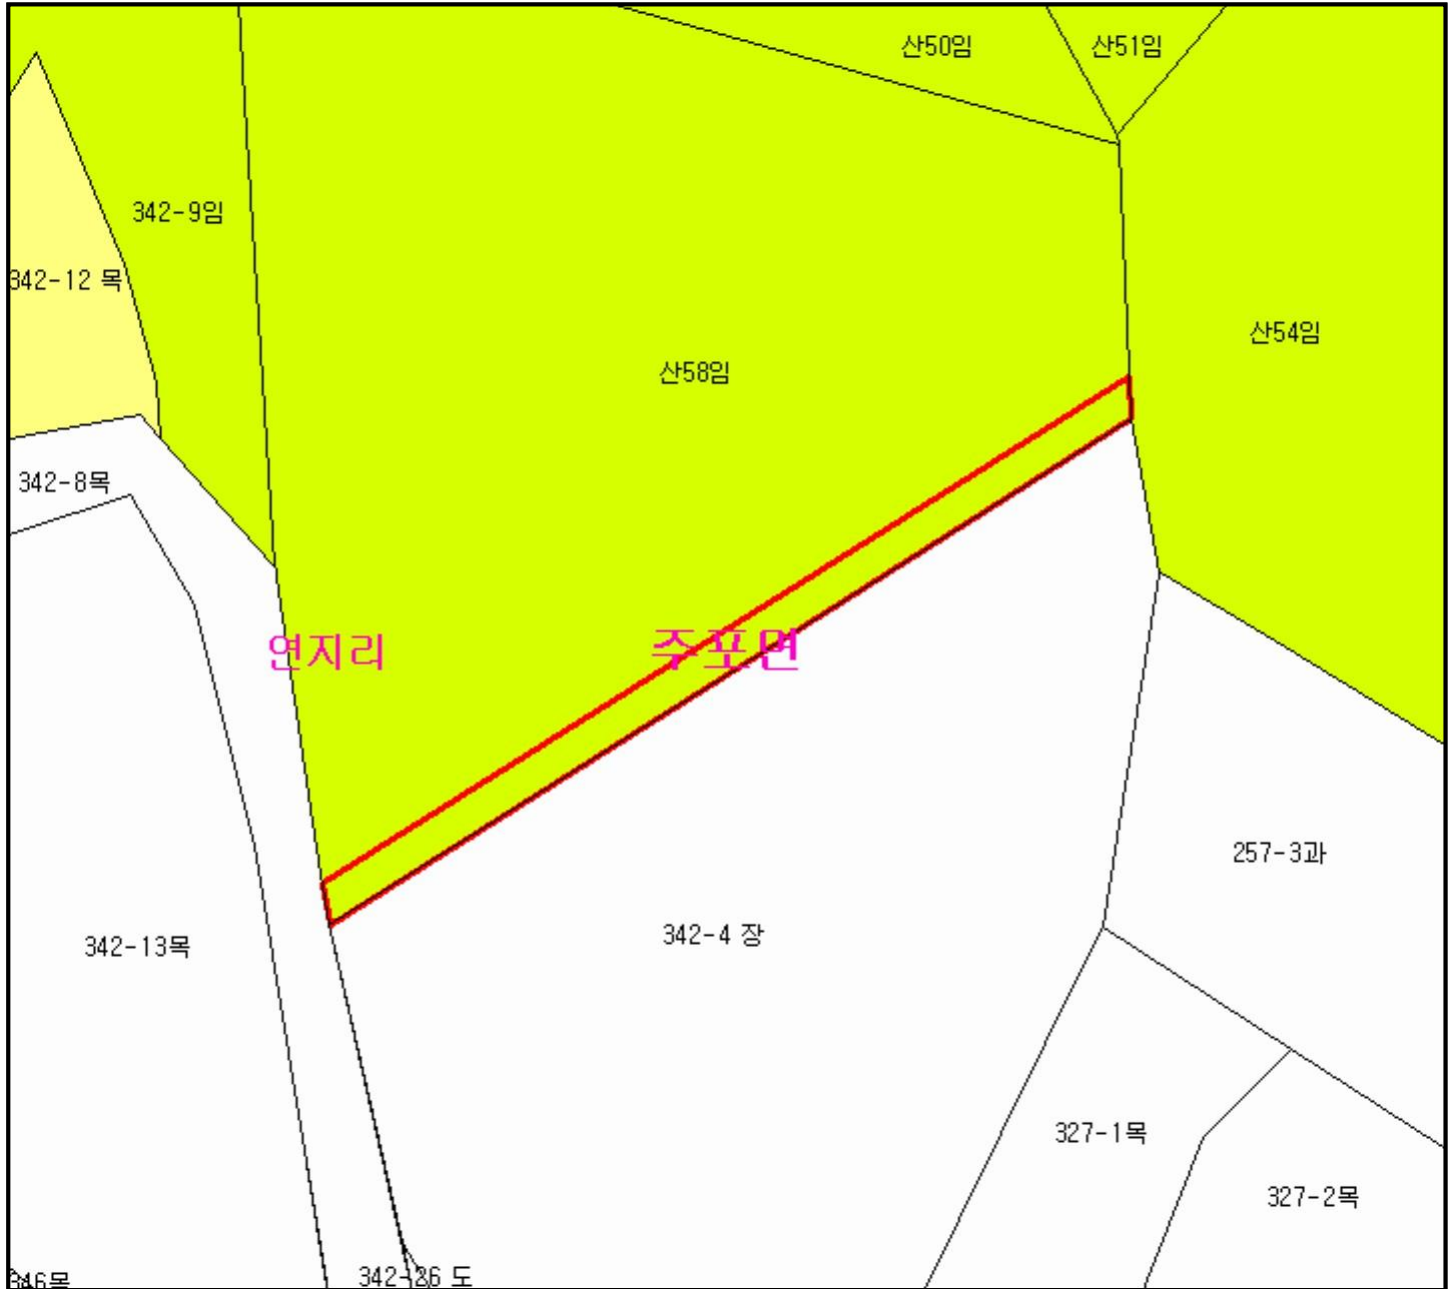 산50임
산51임
342-9임
342-12 목
산54임
산58임
342-8목
연지리
주포면
257-3과
342-4 장
342-13목
327-1목
327-2목
342-26 도
346목